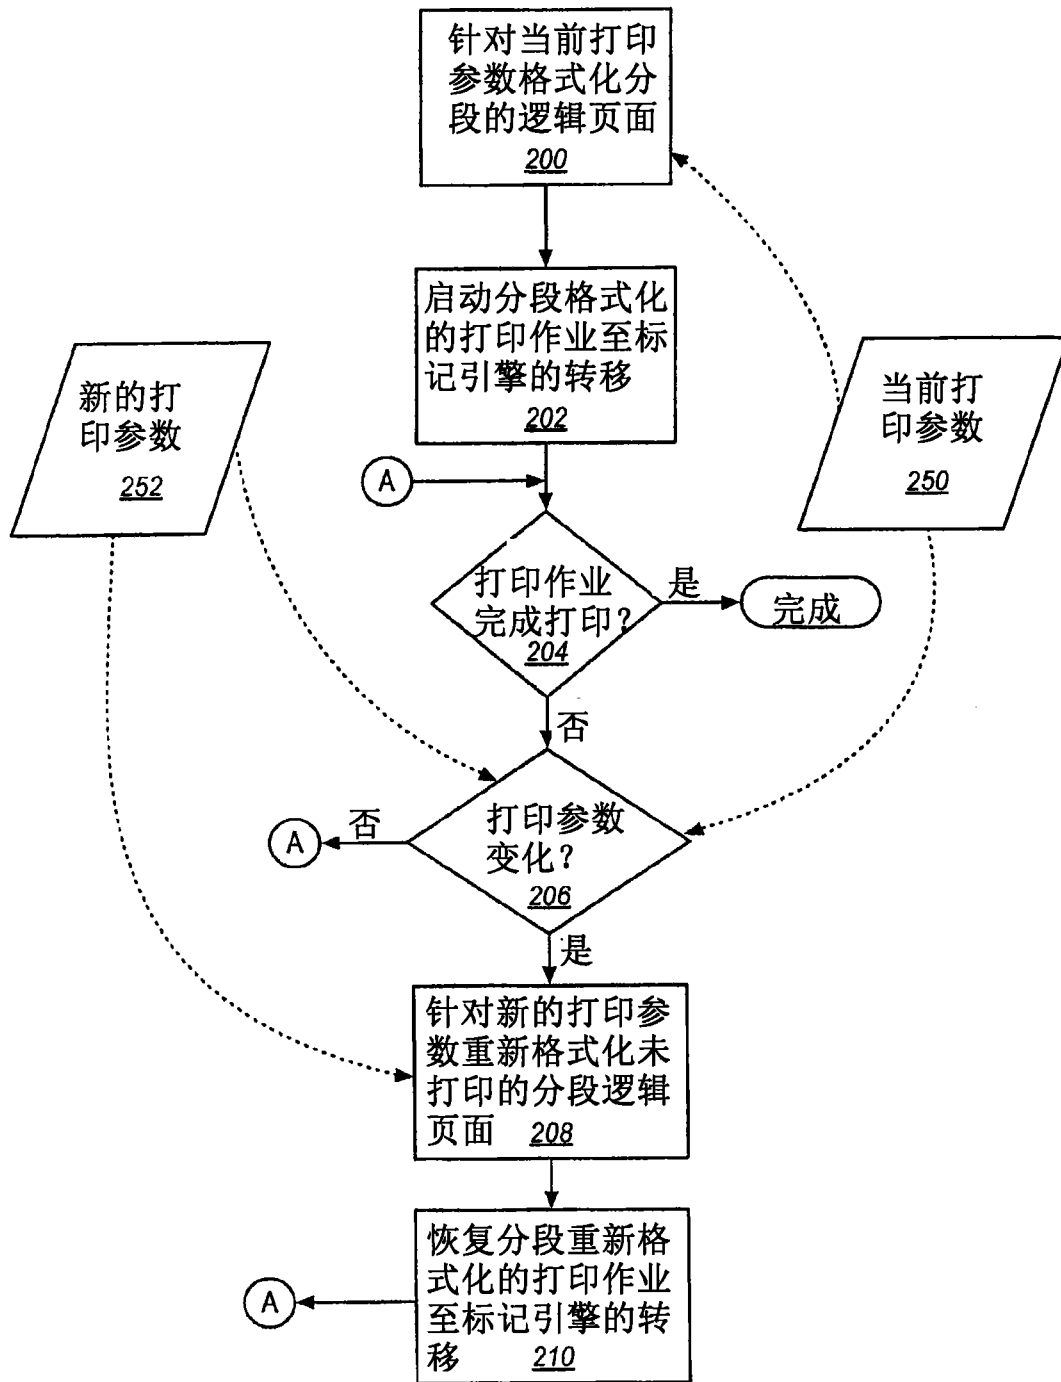 针对当前打印
参数格式化分
段的逻辑页面
200
启动分段格式化
的打印作业至标
记引擎的转移
202
新的打
印参数
252
当前打
印参数
250
A
打印作业
完成打印?
204
是
完成
否
打印参数
变化?
206
否
A
是
针对新的打印参
数重新格式化未
打印的分段逻辑
页面 208
恢复分段重新格
式化的打印作业
至标记引擎的转
移 210
A